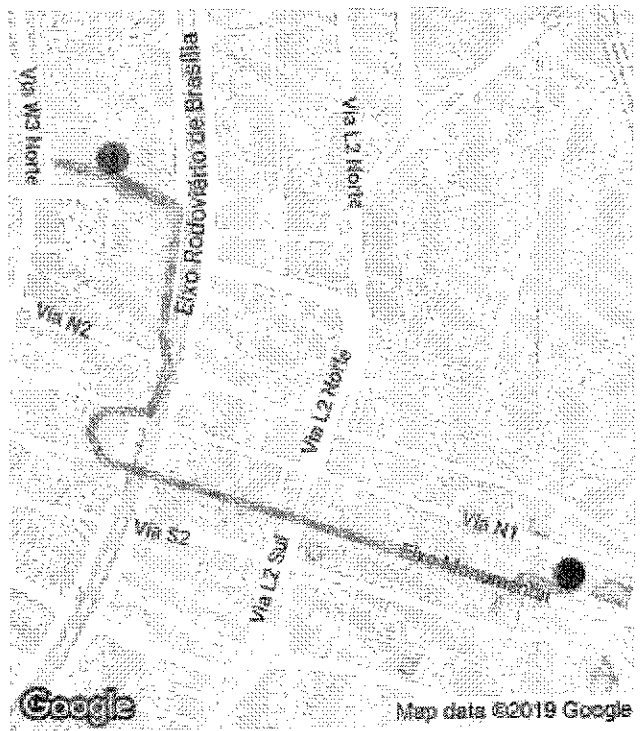 Via W3 Norte
Eixo Rodoviário de Brasília
Via L2 Norte
Via N2
Via L2 Norte
Via N1
Via S2
Eixo Monumental
Via L2 Sul
Google
Map data ©2019 Google